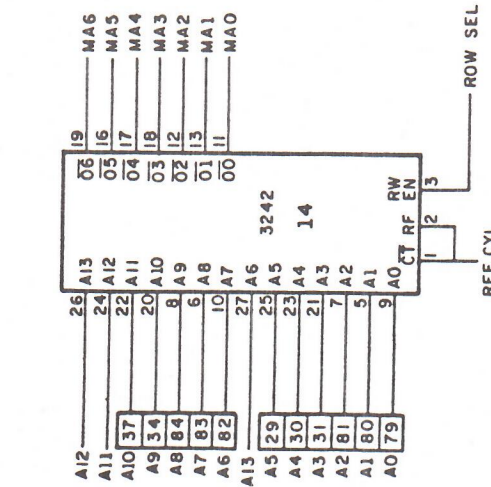 A12
A11
A10 37
A9 34
A8 84
A7 83
A6 82
A13
A5 29
A4 30
A3 31
A2 81
A1 80
A0 79
26 A13
24 A12
22 A11
20 A10
8 A9
6 A8
10 A7
27 A6
25 A5
23 A4
21 A3
7 A2
5 A1
9 A0
3242
14
O6 19 MA6
O5 16 MA5
O4 17 MA4
O3 18 MA3
O2 12 MA2
O1 13 MA1
O0 11 MA0
CT RF RW EN
1 2 3
ROW SEL